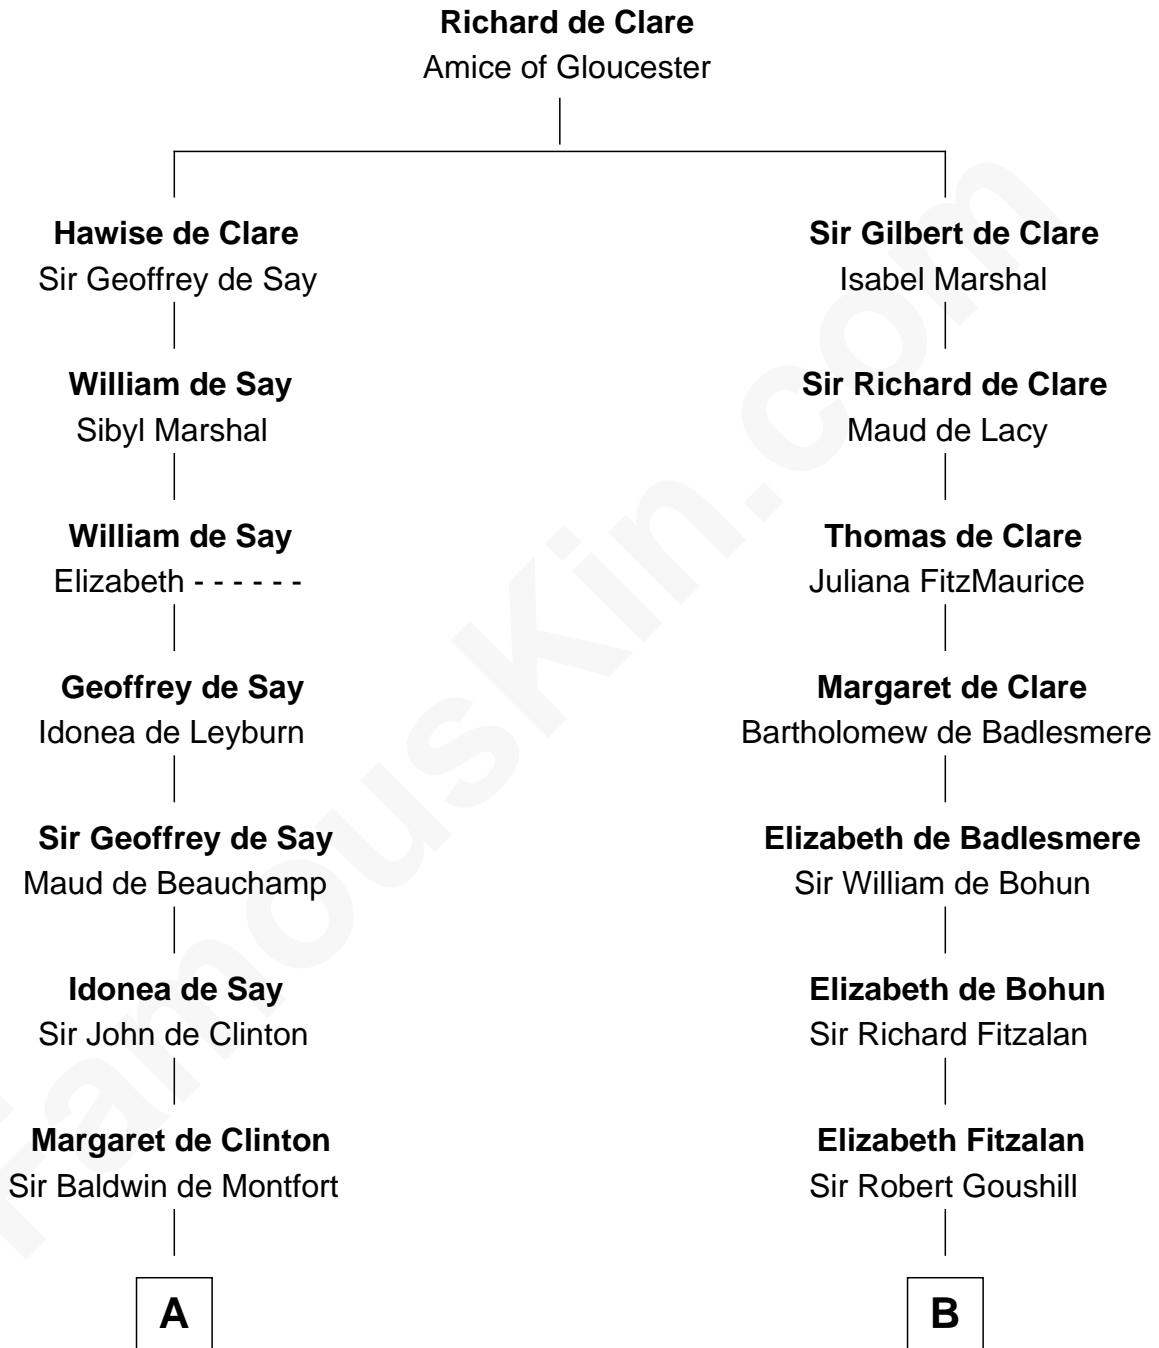 Richard de Clare
Amice of Gloucester
Hawise de Clare
Sir Geoffrey de Say
William de Say
Sibyl Marshal
William de Say
Elizabeth - - - - - -
Geoffrey de Say
Idonea de Leyburn
Sir Geoffrey de Say
Maud de Beauchamp
Idonea de Say
Sir John de Clinton
Margaret de Clinton
Sir Baldwin de Montfort
A
Sir Gilbert de Clare
Isabel Marshal
Sir Richard de Clare
Maud de Lacy
Thomas de Clare
Juliana FitzMaurice
Margaret de Clare
Bartholomew de Badlesmere
Elizabeth de Badlesmere
Sir William de Bohun
Elizabeth de Bohun
Sir Richard Fitzalan
Elizabeth Fitzalan
Sir Robert Goushill
B
FamousKin.com